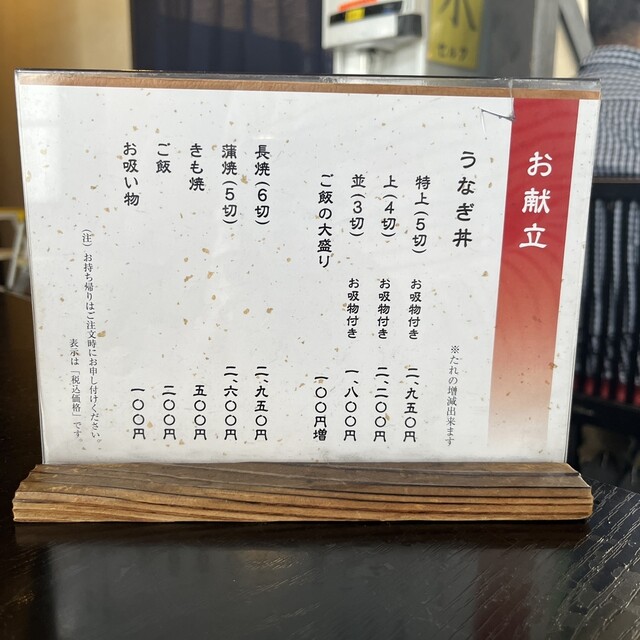 お献立
うなぎ丼
※たれの増減出来ます
特上(5切) お吸物付き 二、九五〇円
上(4切) お吸物付き 二、二〇〇円
並(3切) お吸物付き 一、八〇〇円
ご飯の大盛り 一〇〇円増
長焼(6切) 二、九五〇円
蒲焼(5切) 二、六〇〇円
きも焼 五〇〇円
ご飯 二〇〇円
お吸い物 一〇〇円
(注) お持ち帰りはご注文時にお申し付けください。
表示は「税込価格」です。